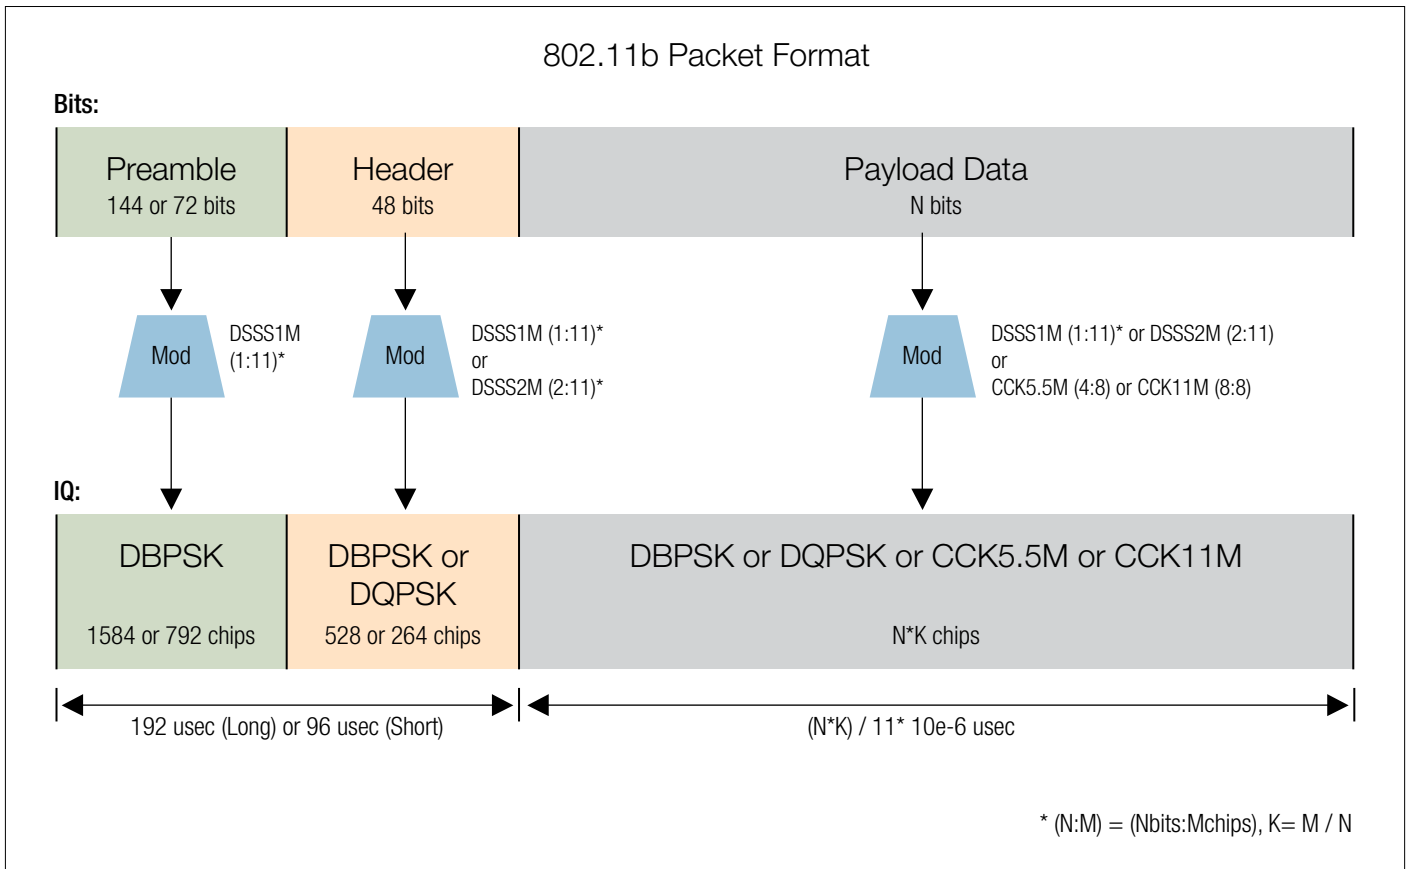 802.11b Packet Format
Bits:
Preamble
144 or 72 bits
Header
48 bits
Payload Data
N bits
Mod
DSSS1M
(1:11)*
Mod
DSSS1M (1:11)*
or
DSSS2M (2:11)*
Mod
DSSS1M (1:11)* or DSSS2M (2:11)
or
CCK5.5M (4:8) or CCK11M (8:8)
IQ:
DBPSK
1584 or 792 chips
DBPSK or
DQPSK
528 or 264 chips
DBPSK or DQPSK or CCK5.5M or CCK11M
N*K chips
192 usec (Long) or 96 usec (Short)
(N*K) / 11* 10e-6 usec
* (N:M) = (Nbits:Mchips), K= M / N